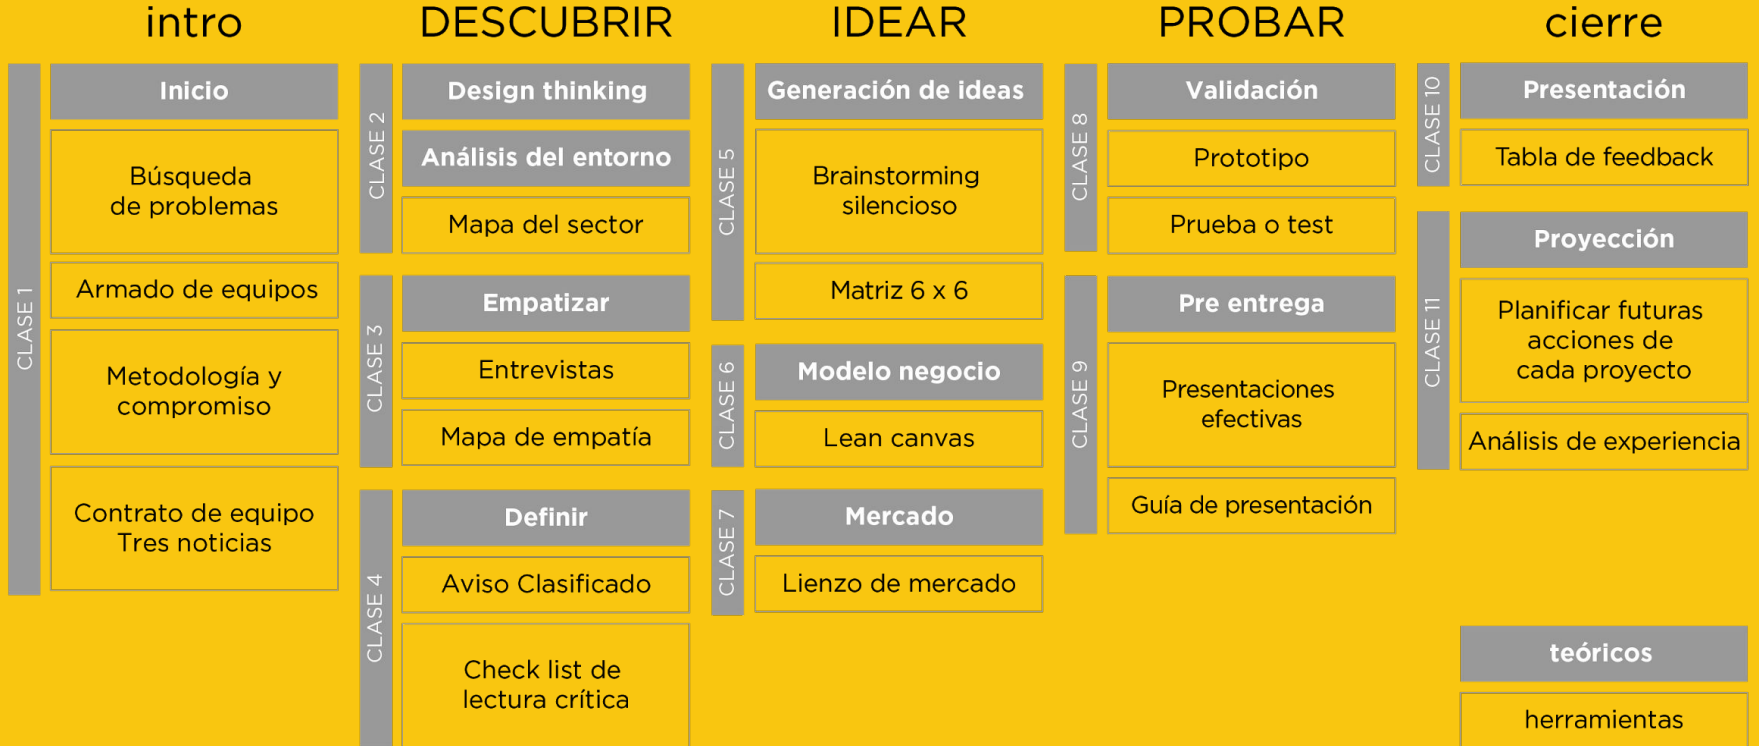 intro
CLASE 1
Inicio
Búsqueda
de problemas
Armado de equipos
Metodología y
compromiso
Contrato de equipo
Tres noticias
DESCUBRIR
CLASE 2
Design thinking
Análisis del entorno
Mapa del sector
CLASE 3
Empatizar
Entrevistas
Mapa de empatía
CLASE 4
Definir
Aviso Clasificado
Check list de
lectura crítica
IDEAR
CLASE 5
Generación de ideas
Brainstorming
silencioso
Matriz 6 x 6
CLASE 6
Modelo negocio
Lean canvas
CLASE 7
Mercado
Lienzo de mercado
PROBAR
CLASE 8
Validación
Prototipo
Prueba o test
CLASE 9
Pre entrega
Presentaciones
efectivas
Guía de presentación
cierre
CLASE 10
Presentación
Tabla de feedback
CLASE 11
Proyección
Planificar futuras
acciones de
cada proyecto
Análisis de experiencia
teóricos
herramientas